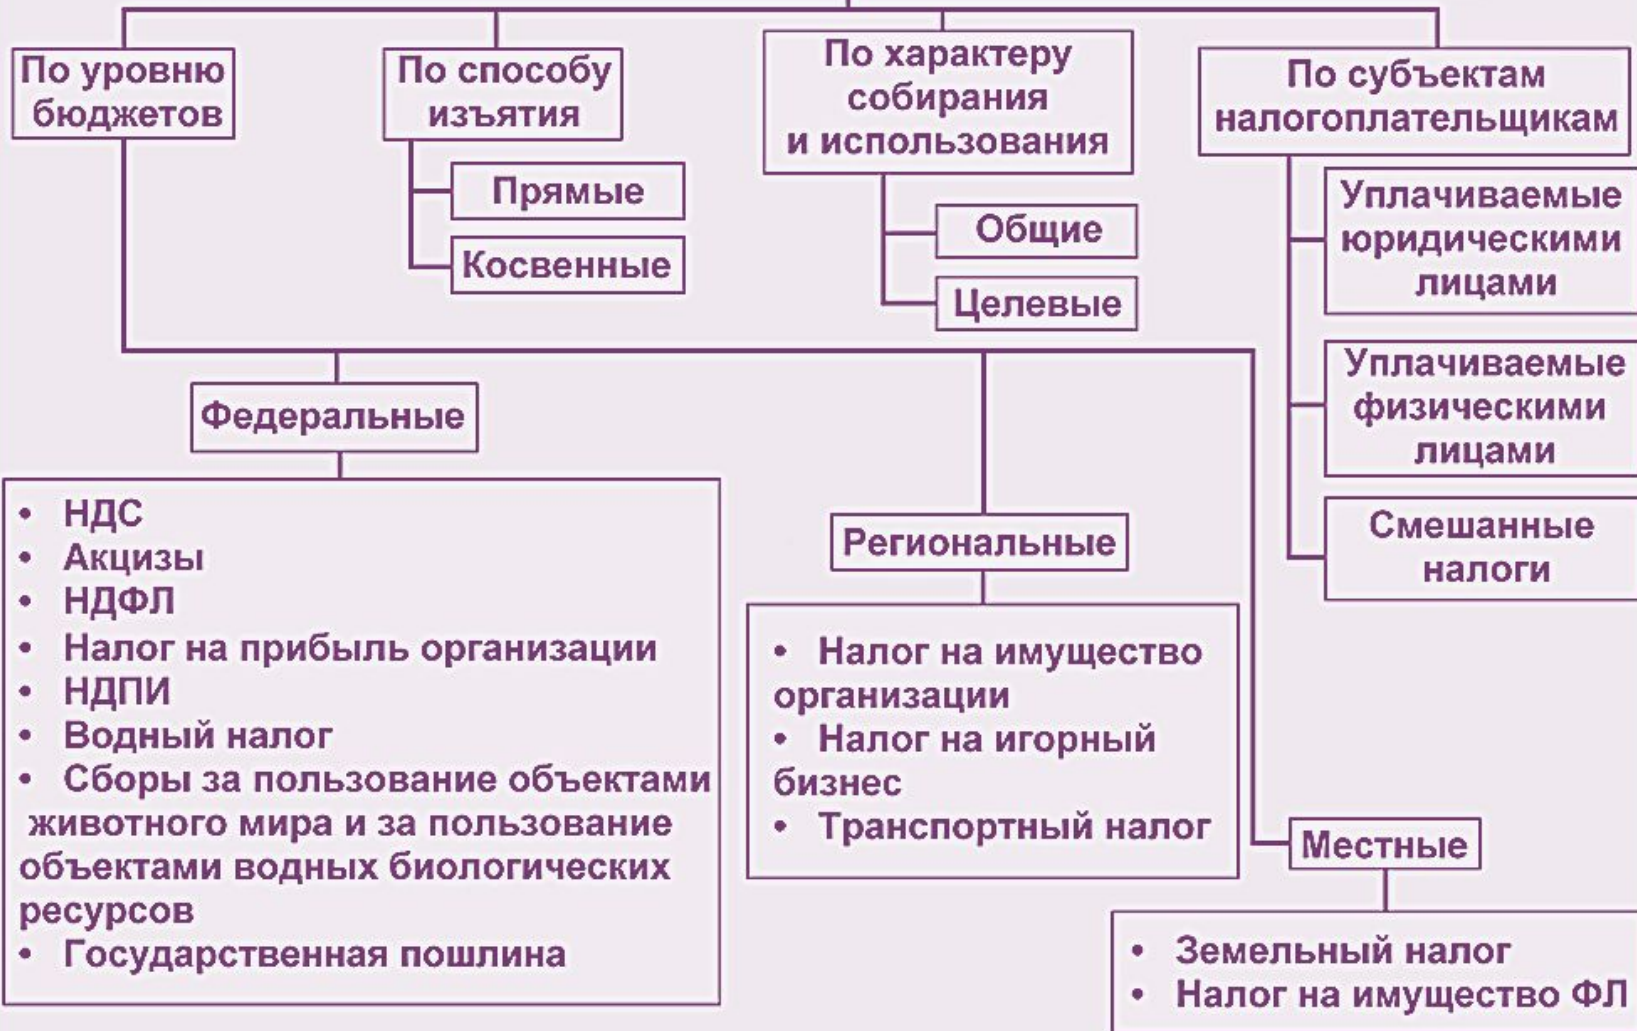 По уровню
бюджетов
По способу
изъятия
Прямые
Косвенные
По характеру
собирания
и использования
Общие
Целевые
По субъектам
налогоплательщикам
Уплачиваемые
юридическими
лицами
Уплачиваемые
физическими
лицами
Смешанные
налоги
Федеральные
• НДС
• Акцизы
• НДФЛ
• Налог на прибыль организации
• НДПИ
• Водный налог
• Сборы за пользование объектами
животного мира и за пользование
объектами водных биологических
ресурсов
• Государственная пошлина
Региональные
• Налог на имущество
организации
• Налог на игорный
бизнес
• Транспортный налог
Местные
• Земельный налог
• Налог на имущество ФЛ